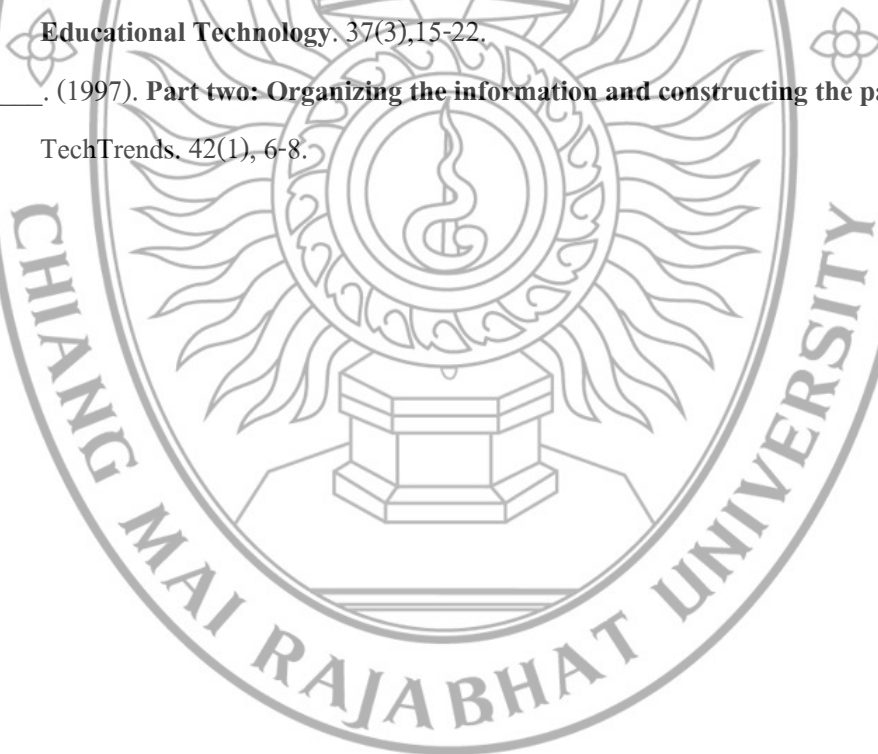 Educational Technology. 37(3),15-22.
____. (1997). Part two: Organizing the information and constructing the pa
TechTrends. 42(1), 6-8.
CHIANG MAI RAJABHAT UNIVERSITY